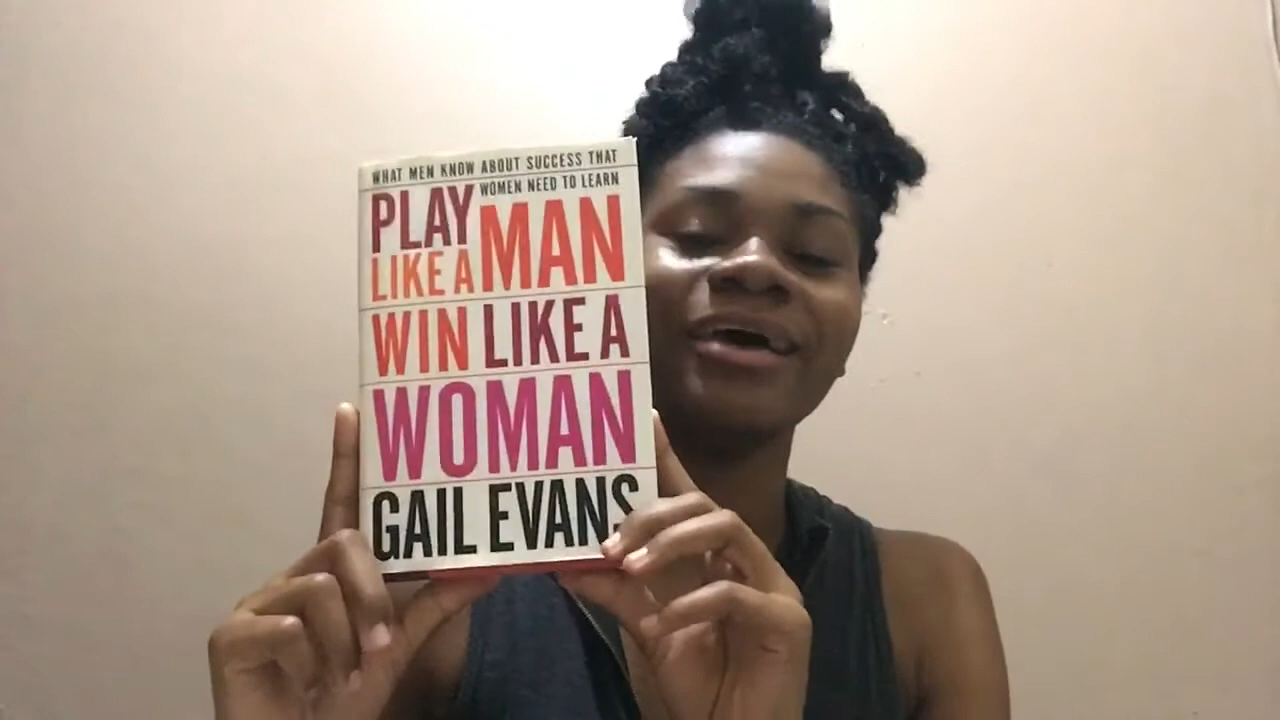 WHAT MEN KNOW ABOUT SUCCESS THAT
WOMEN NEED TO LEARN
PLAY
LIKE A MAN
WIN LIKE A
WOMAN
GAIL EVANS